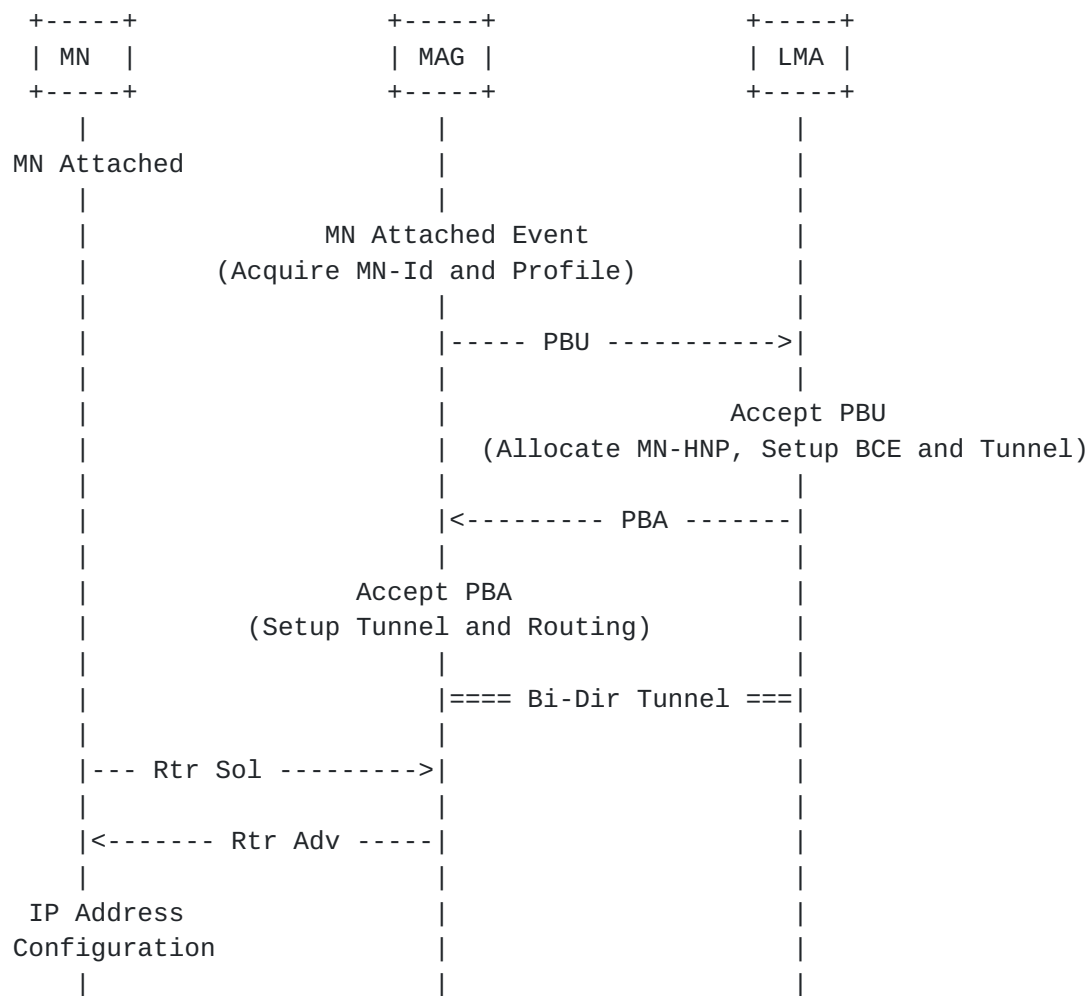 +-----+ +-----+ +-----+
| MN | | MAG | | LMA |
+-----+ +-----+ +-----+
| | |
MN Attached | |
| | |
| MN Attached Event |
| (Acquire MN-Id and Profile) |
| | |
| |----- PBU ----------->|
| | |
| | Accept PBU
| | (Allocate MN-HNP, Setup BCE and Tunnel)
| | |
| |<--------- PBA -------|
| | |
| Accept PBA |
| (Setup Tunnel and Routing) |
| | |
| |==== Bi-Dir Tunnel ===|
| | |
|--- Rtr Sol --------->| |
| | |
|<------- Rtr Adv -----| |
| | |
IP Address | |
Configuration | |
| | |